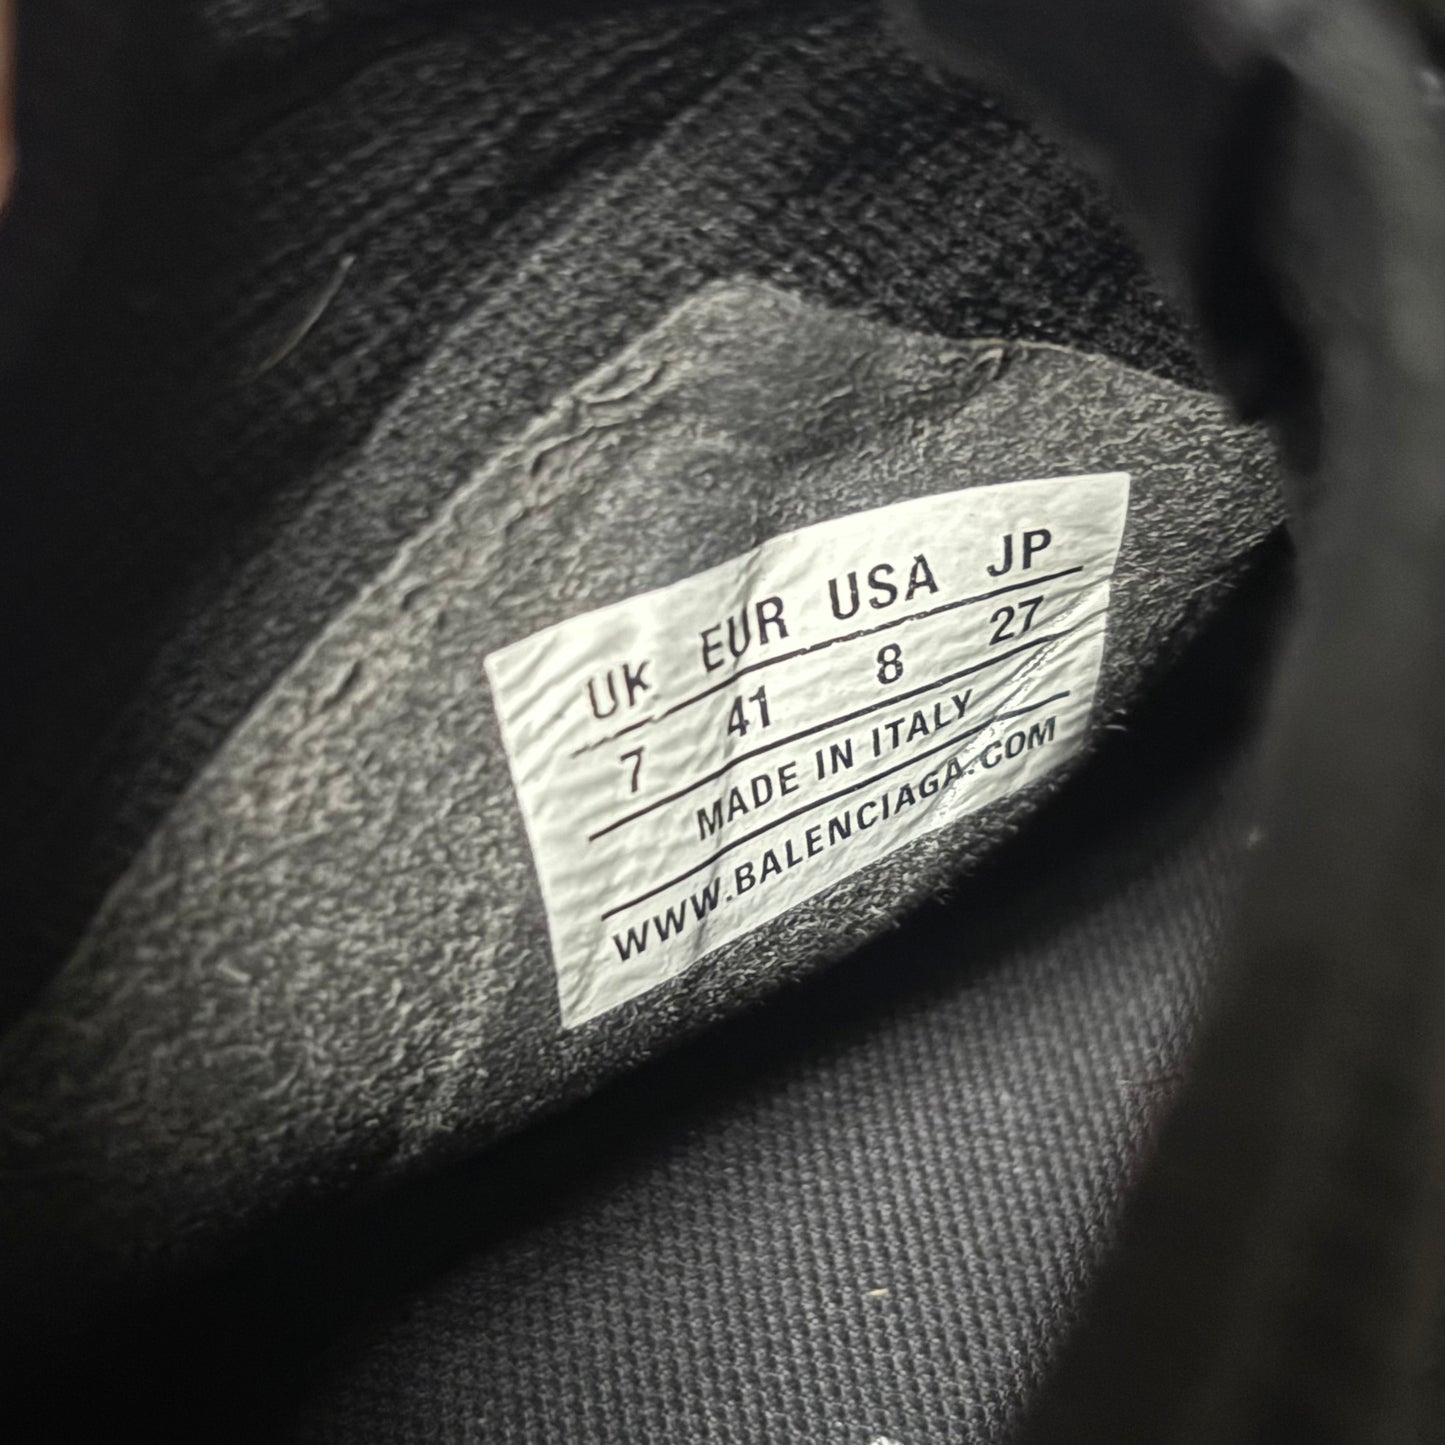 UK EUR USA JP
7 41 8 27
MADE IN ITALY
WWW.BALENCIAGA.COM